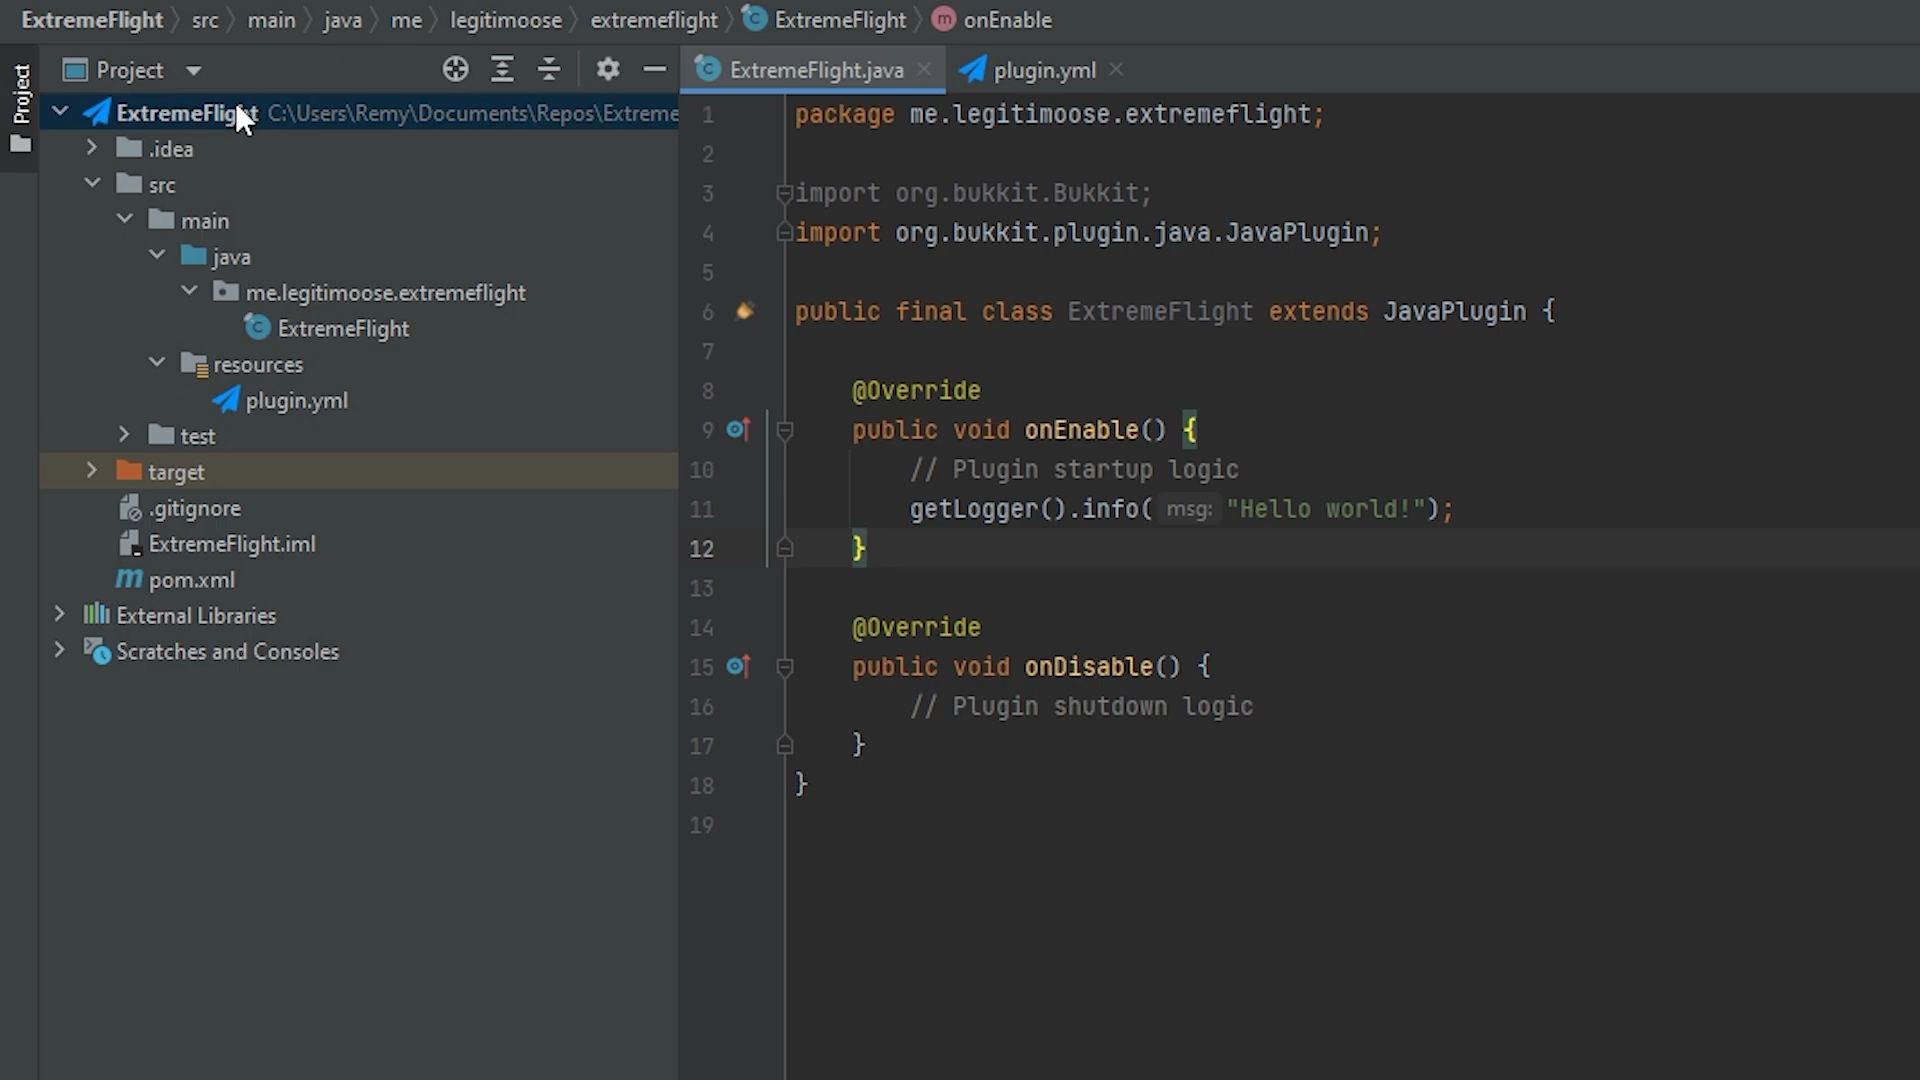 ExtremeFlight src main java me legitimoose extremeflight ExtremeFlight m onEnable
Project
Project
ExtremeFlight.java
plugin.yml
ExtremeFlight C:\Users\Remy\Documents\Repos\Extreme
.idea
src
main
java
me.legitimoose.extremeflight
ExtremeFlight
resources
plugin.yml
test
target
.gitignore
ExtremeFlight.iml
m pom.xml
External Libraries
Scratches and Consoles
1 package me.legitimoose.extremeflight;
2
3 import org.bukkit.Bukkit;
4 import org.bukkit.plugin.java.JavaPlugin;
5
6 public final class ExtremeFlight extends JavaPlugin {
7
8 @Override
9 public void onEnable() {
10 // Plugin startup logic
11 getLogger().info( msg: "Hello world!");
12 }
13
14 @Override
15 public void onDisable() {
16 // Plugin shutdown logic
17 }
18 }
19